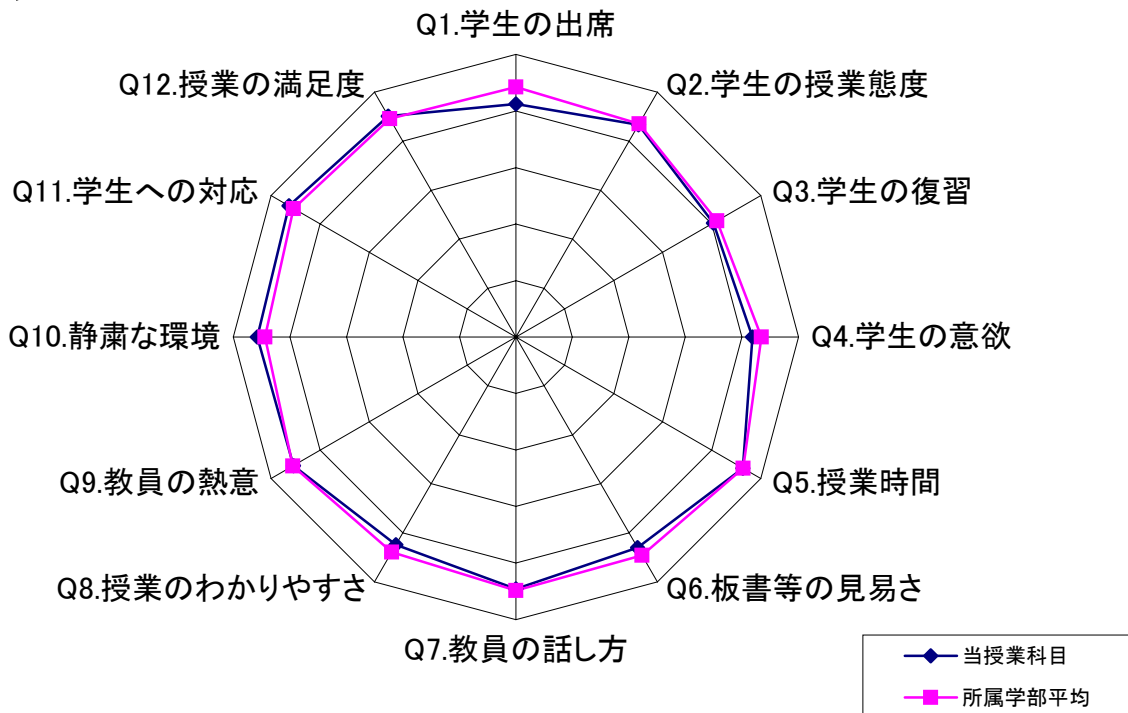 Q1.学生の出席
Q2.学生の授業態度
Q3.学生の復習
Q4.学生の意欲
Q5.授業時間
Q6.板書等の見易さ
Q7.教員の話し方
Q8.授業のわかりやすさ
Q9.教員の熱意
Q10.静粛な環境
Q11.学生への対応
Q12.授業の満足度
当授業科目
所属学部平均